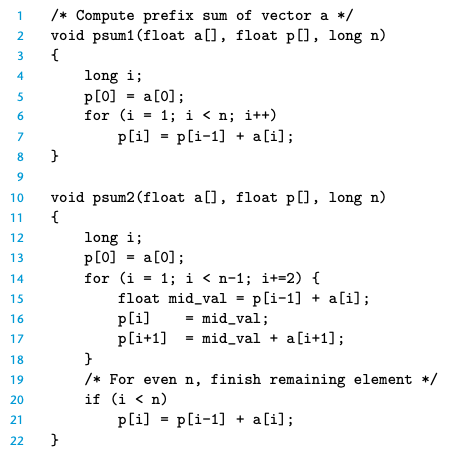 1 /* Compute prefix sum of vector a */
2 void psum1(float a[], float p[], long n)
3 {
4     long i;
5     p[0] = a[0];
6     for (i = 1; i < n; i++)
7         p[i] = p[i-1] + a[i];
8 }
9
10 void psum2(float a[], float p[], long n)
11 {
12     long i;
13     p[0] = a[0];
14     for (i = 1; i < n-1; i+=2) {
15         float mid_val = p[i-1] + a[i];
16         p[i]    = mid_val;
17         p[i+1]  = mid_val + a[i+1];
18     }
19     /* For even n, finish remaining element */
20     if (i < n)
21         p[i] = p[i-1] + a[i];
22 }